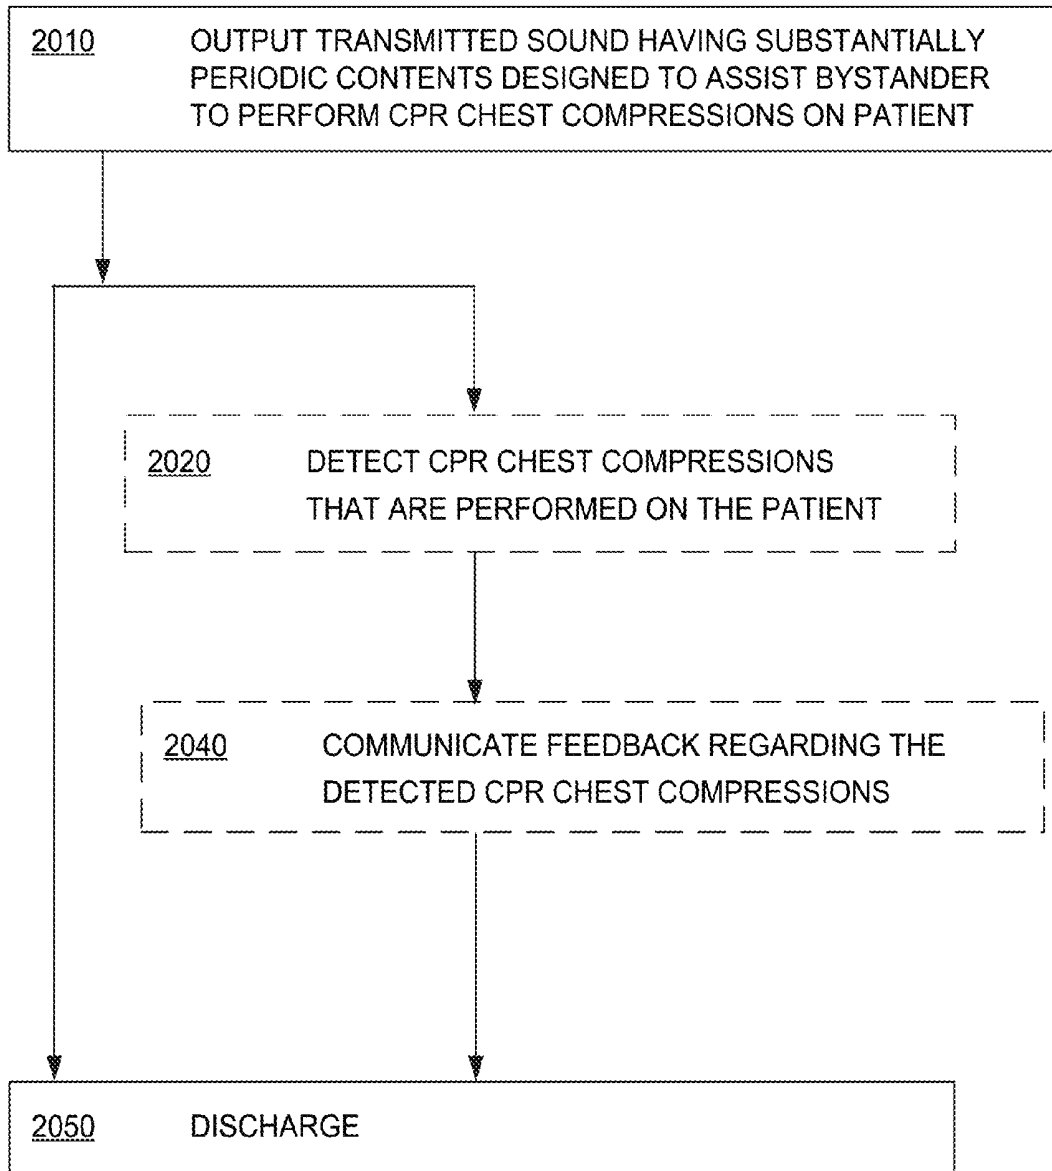 2010 OUTPUT TRANSMITTED SOUND HAVING SUBSTANTIALLY
PERIODIC CONTENTS DESIGNED TO ASSIST BYSTANDER
TO PERFORM CPR CHEST COMPRESSIONS ON PATIENT
2020 DETECT CPR CHEST COMPRESSIONS
THAT ARE PERFORMED ON THE PATIENT
2040 COMMUNICATE FEEDBACK REGARDING THE
DETECTED CPR CHEST COMPRESSIONS
2050 DISCHARGE